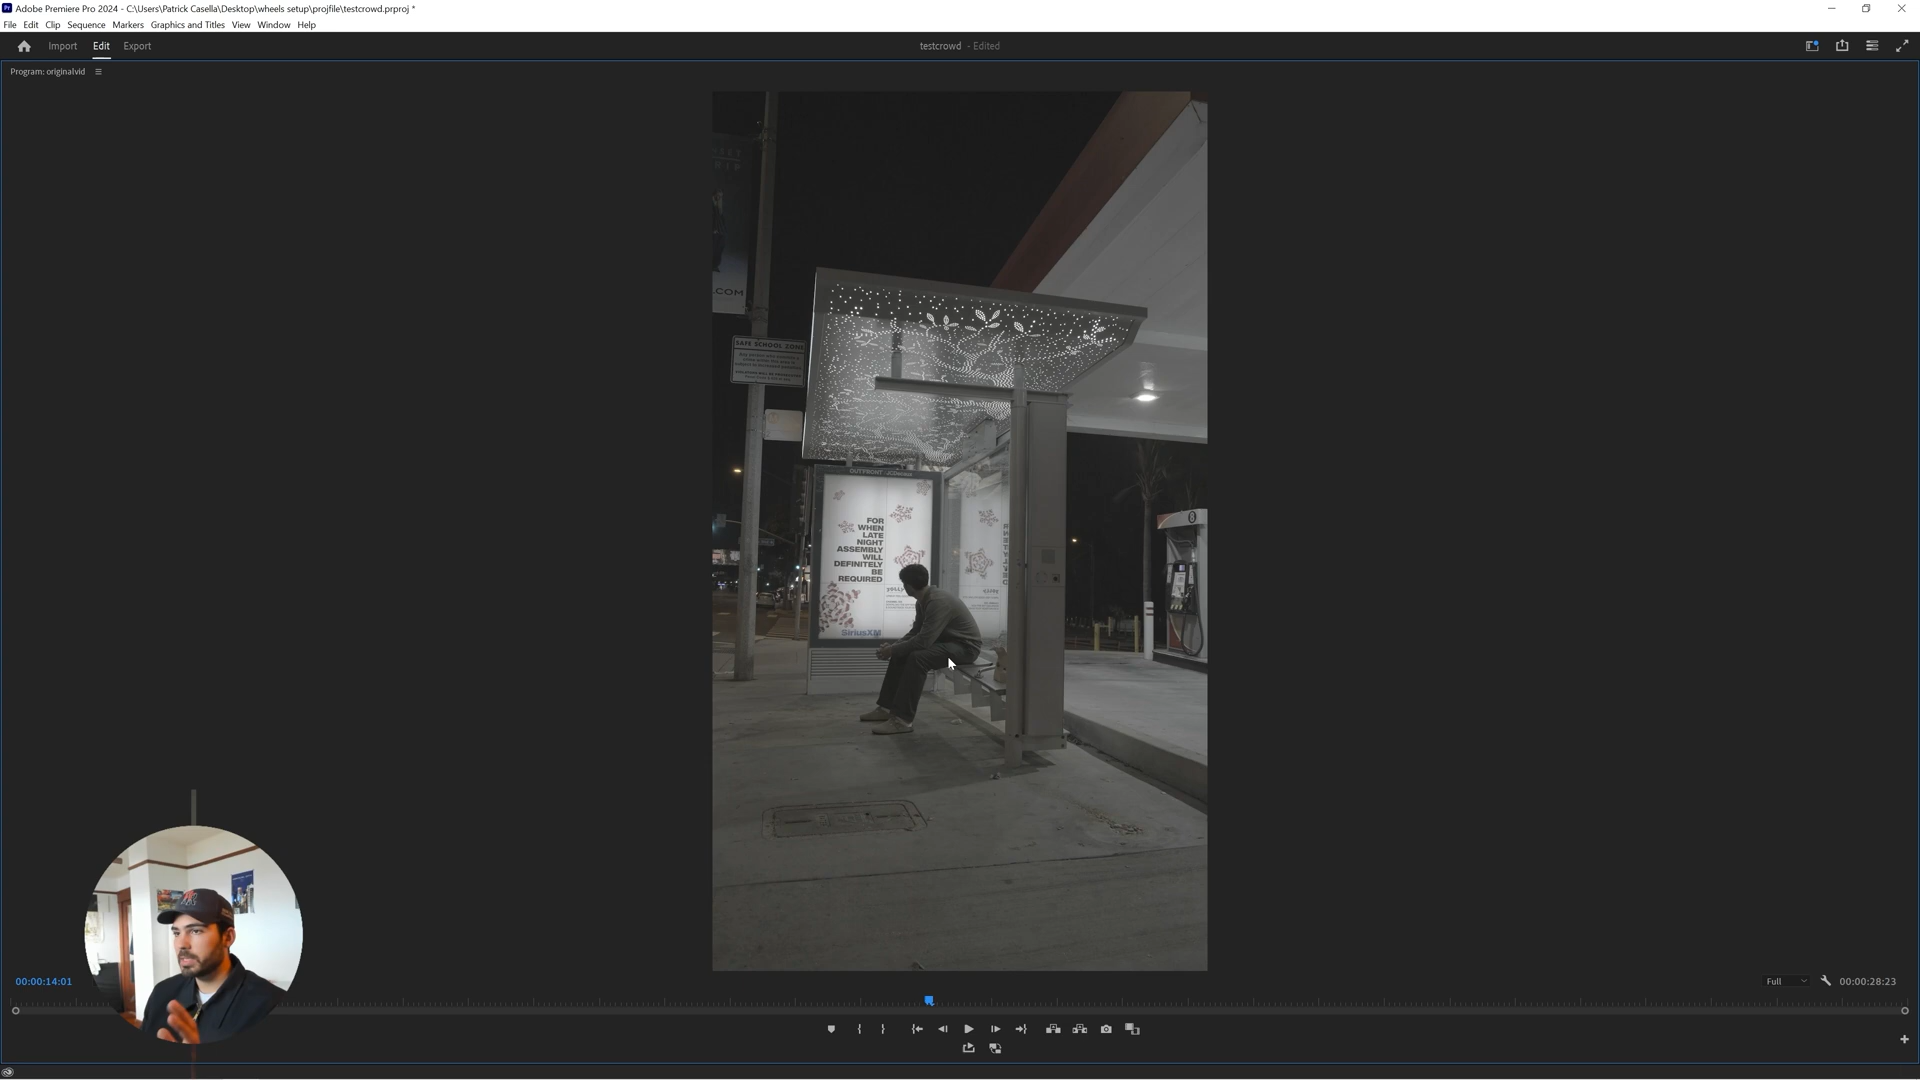 Adobe Premiere Pro 2024 - C:\Users\Patrick Casella\Desktop\wheels setup\projfile\testcrowd.prproj *
File Edit Clip Sequence Markers Graphics and Titles View Window Help
Import Edit Export
testcrowd - Edited
Program: originalvid
.COM
SAFE SCHOOL ZONE
OUTFRONT
FOR
WHEN
LATE
NIGHT
ASSEMBLY
WILL
DEFINITELY
BE
REQUIRED
SiriusXM
8
00:00:14:01
Full
00:00:28:23